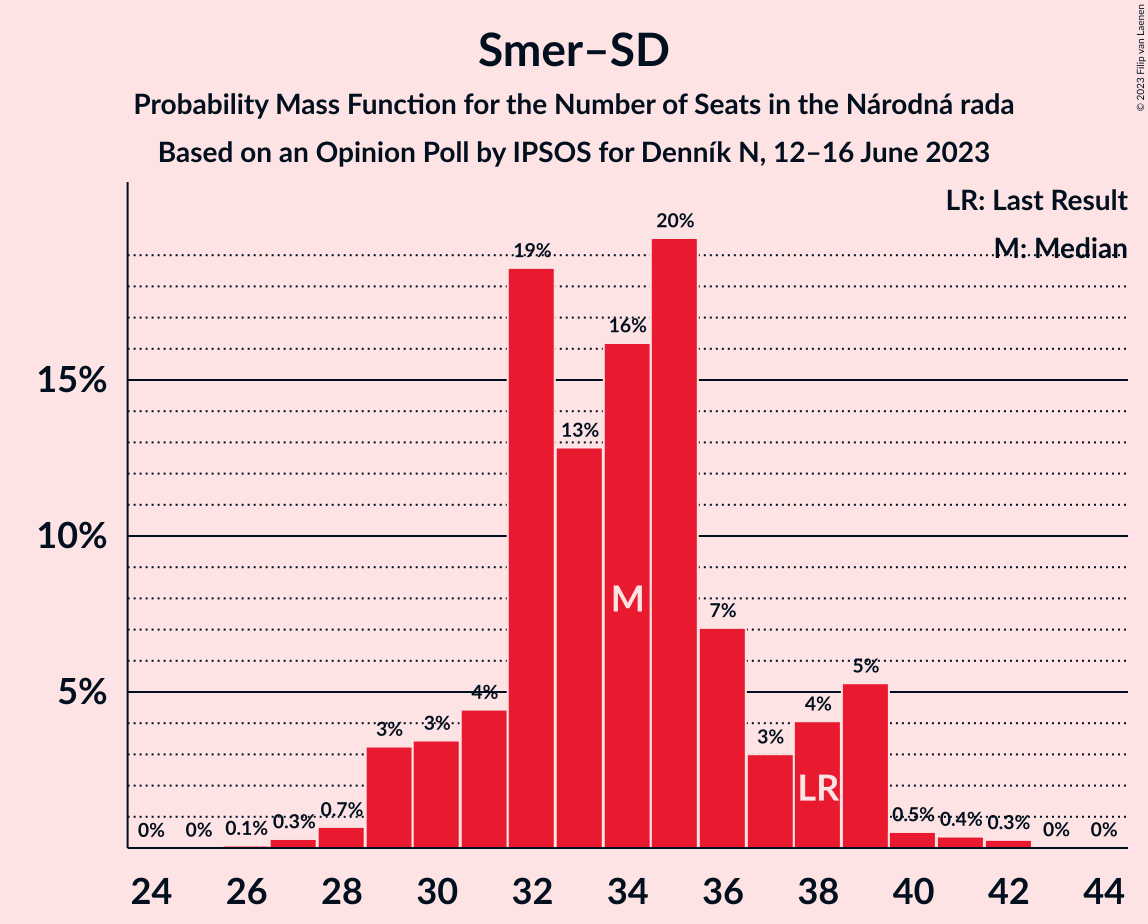 Smer–SD
Probability Mass Function for the Number of Seats in the Národná rada
Based on an Opinion Poll by IPSOS for Denník N, 12–16 June 2023
© 2023 Filip van Laenen
LR: Last Result
M: Median
15%
10%
5%
0%
0%
0.1%
0.3%
0.7%
3%
3%
4%
19%
13%
16%
20%
7%
3%
4%
5%
0.5%
0.4%
0.3%
0%
0%
M
LR
24 26 28 30 32 34 36 38 40 42 44